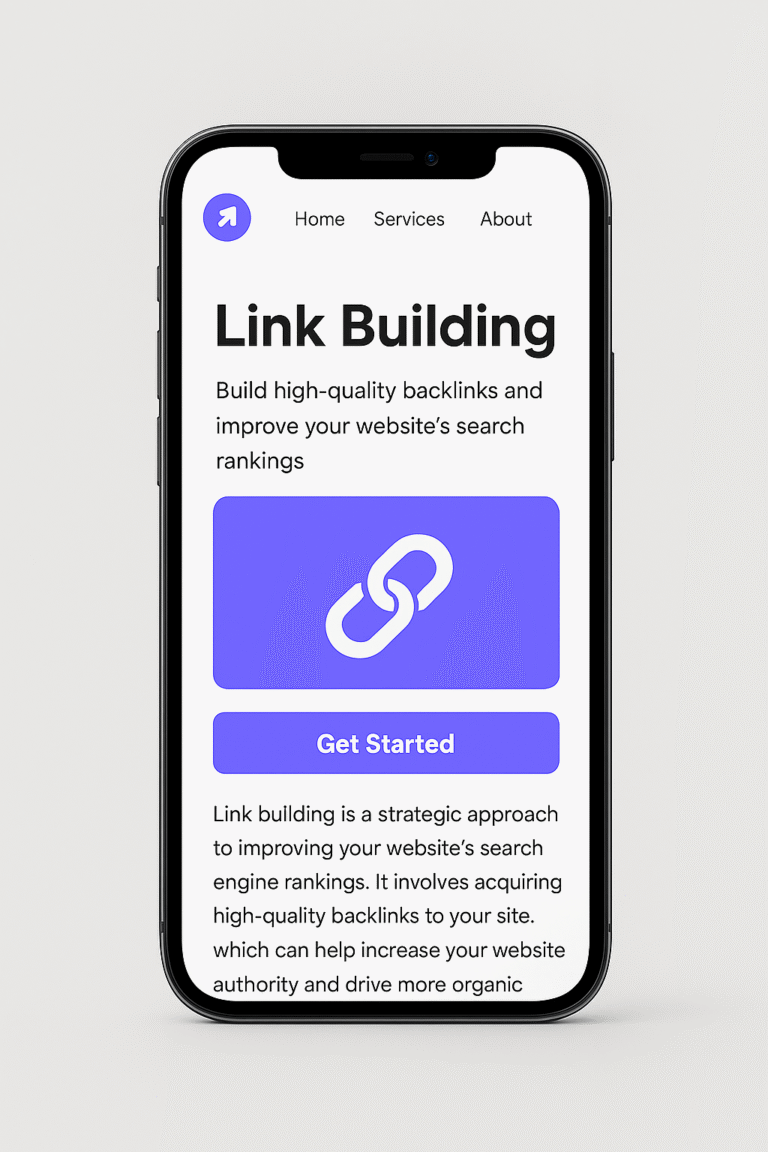 Home Services About
Link Building
Build high-quality backlinks and
improve your website's search
rankings
Get Started
Link building is a strategic approach
to improving your website's search
engine rankings. It involves acquiring
high-quality backlinks to your site.
which can help increase your website
authority and drive more organic